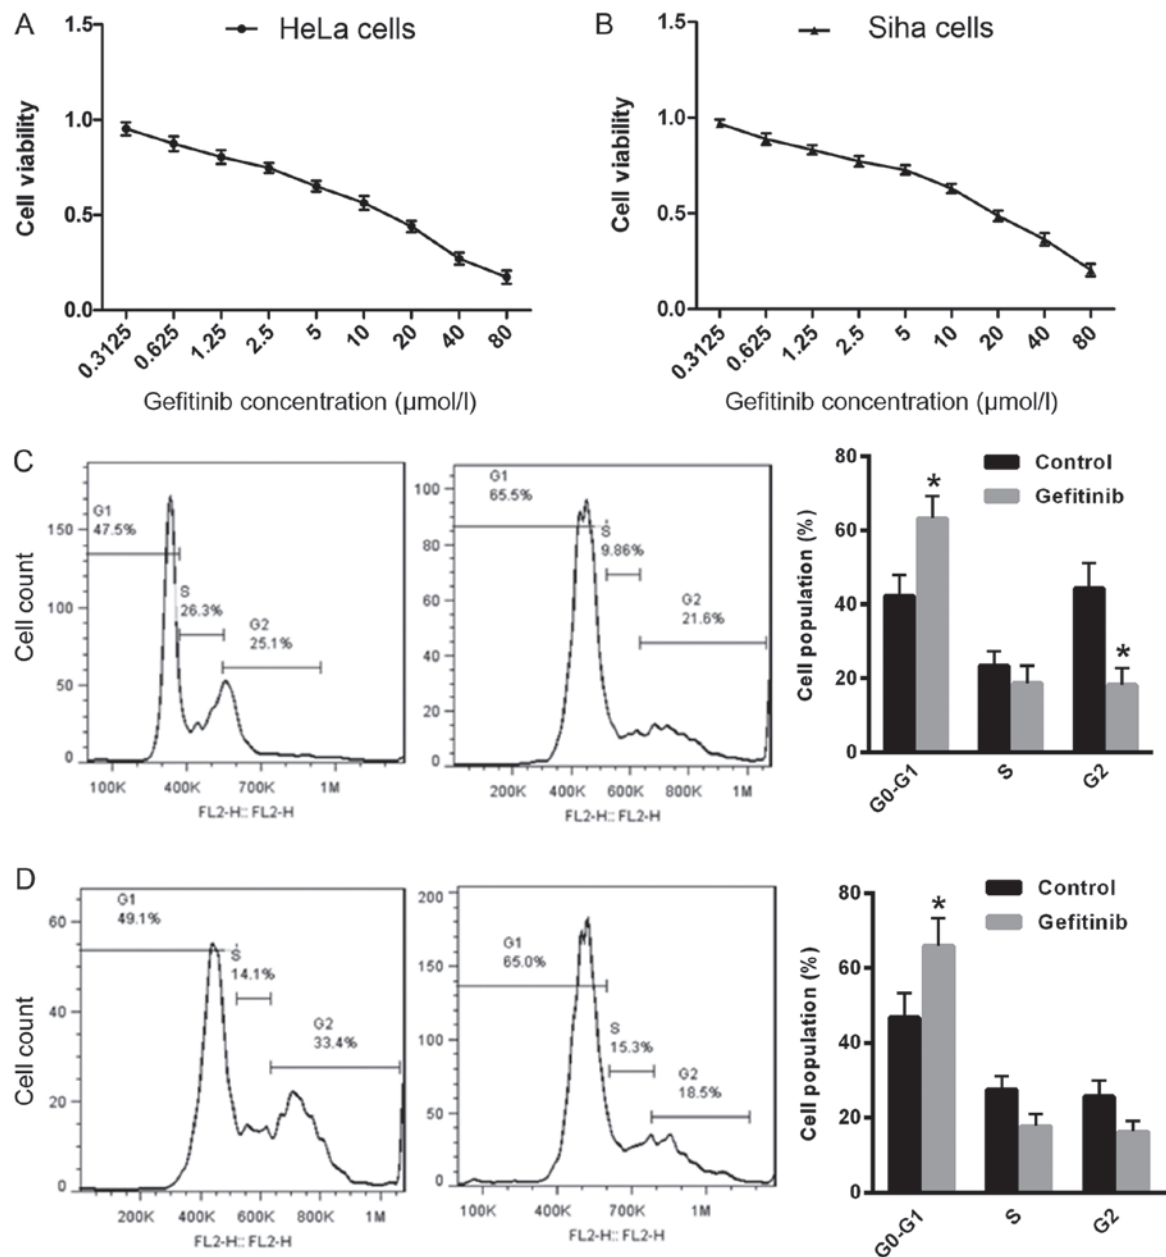 A
HeLa cells
Cell viability
1.5
1.0
0.5
0.0
0.3125
0.625
1.25
2.5
5
10
20
40
80
Gefitinib concentration (µmol/l)
B
Siha cells
Cell viability
1.5
1.0
0.5
0.0
0.3125
0.625
1.25
2.5
5
10
20
40
80
Gefitinib concentration (µmol/l)
C
Cell count
150
100
50
0
G1
47.5%
S
26.3%
G2
25.1%
100K 400K 700K 1M
FL2-H:: FL2-H
100
80
60
40
20
0
G1
65.5%
S
9.86%
G2
21.6%
200K 400K 600K 800K 1M
FL2-H:: FL2-H
Cell population (%)
80
60
40
20
0
Control
Gefitinib
*
*
G0-G1
S
G2
D
Cell count
60
40
20
0
G1
49.1%
S
14.1%
G2
33.4%
200K 400K 600K 800K 1M
FL2-H:: FL2-H
200
150
100
50
0
G1
65.0%
S
15.3%
G2
18.5%
100K 400K 700K 1M
FL2-H:: FL2-H
Cell population (%)
80
60
40
20
0
Control
Gefitinib
*
G0-G1
S
G2